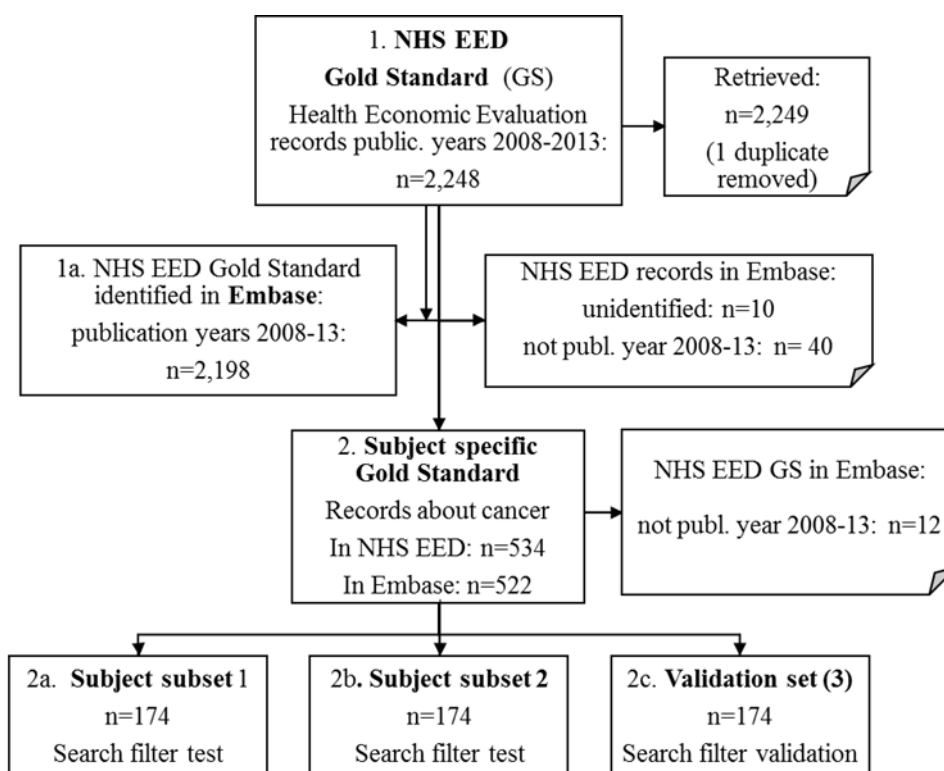 1. NHS EED
Gold Standard (GS)
Health Economic Evaluation
records public. years 2008-2013:
n=2,248
Retrieved:
n=2,249
(1 duplicate
removed)
1a. NHS EED Gold Standard
identified in Embase:
publication years 2008-13:
n=2,198
NHS EED records in Embase:
unidentified: n=10
not publ. year 2008-13: n= 40
2. Subject specific
Gold Standard
Records about cancer
In NHS EED: n=534
In Embase: n=522
NHS EED GS in Embase:
not publ. year 2008-13: n=12
2a. Subject subset 1
n=174
Search filter test
2b. Subject subset 2
n=174
Search filter test
2c. Validation set (3)
n=174
Search filter validation